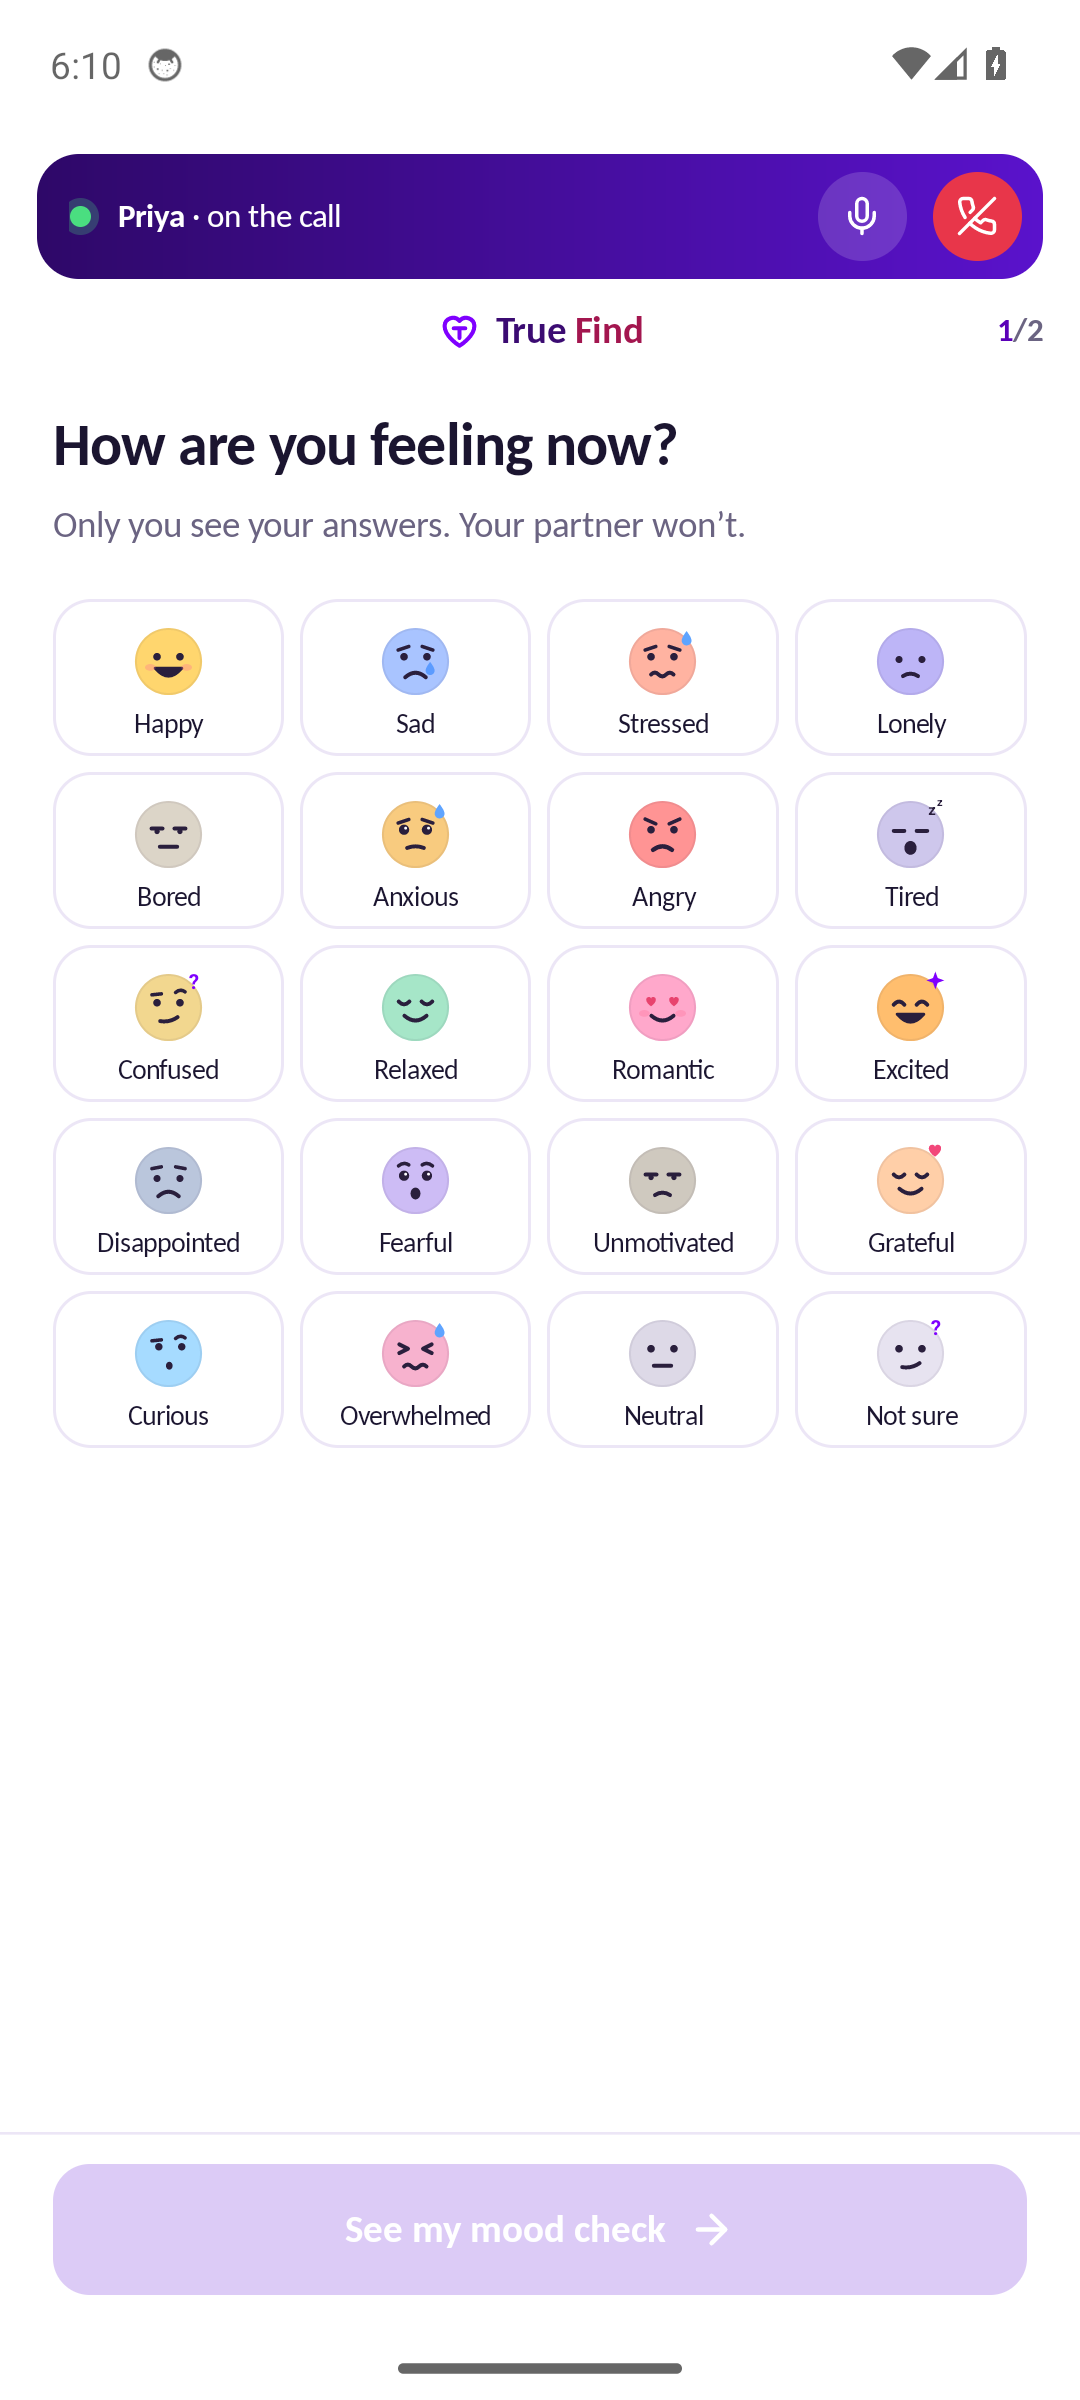 6:10
Priya · on the call
True Find
1/2
How are you feeling now?
Only you see your answers. Your partner won’t.
Happy
Sad
Stressed
Lonely
Bored
Anxious
Angry
z z
Tired
?
Confused
Relaxed
Romantic
Excited
Disappointed
Fearful
Unmotivated
Grateful
Curious
Overwhelmed
Neutral
?
Not sure
See my mood check